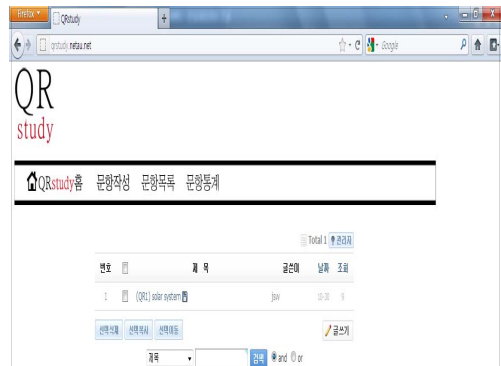 Firefox
QRstudy
qrstudy.netau.net
Google
QR
study
QRstudy홈 문항작성 문항목록 문항통계
Total 1 관리자
번호 제 목 글쓴이 날짜 조회
1 (QR1) solar system jsw 10-30 9
선택삭제 선택복사 선택이동 글쓰기
제목 검색 and or